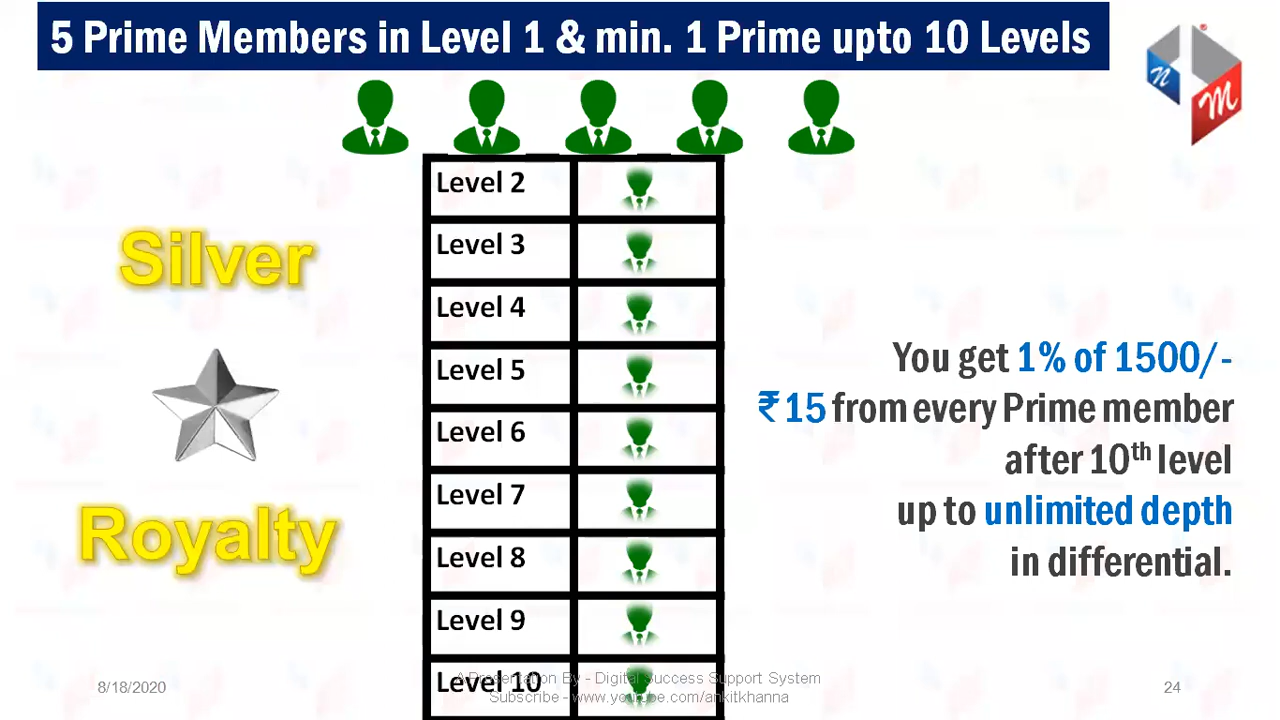 5 Prime Members in Level 1 & min. 1 Prime upto 10 Levels
n M ®
Level 2
Level 3
Level 4
Level 5
Level 6
Level 7
Level 8
Level 9
Level 10
Silver
Royalty
You get 1% of 1500/-
₹15 from every Prime member
after 10th level
up to unlimited depth
in differential.
8/18/2020
A Presentation By - Digital Success Support System
Subscribe - www.youtube.com/ankitkhanna
24